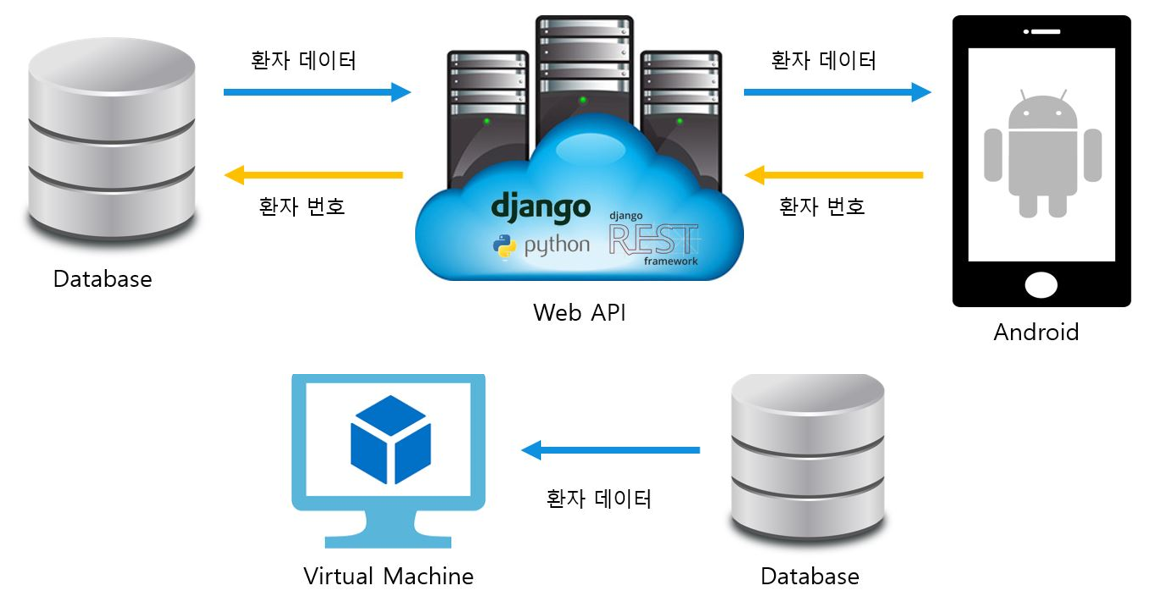 환자 데이터
환자 데이터
환자 번호
환자 번호
django
python
django
REST
framework
Database
Web API
Android
환자 데이터
Virtual Machine
Database